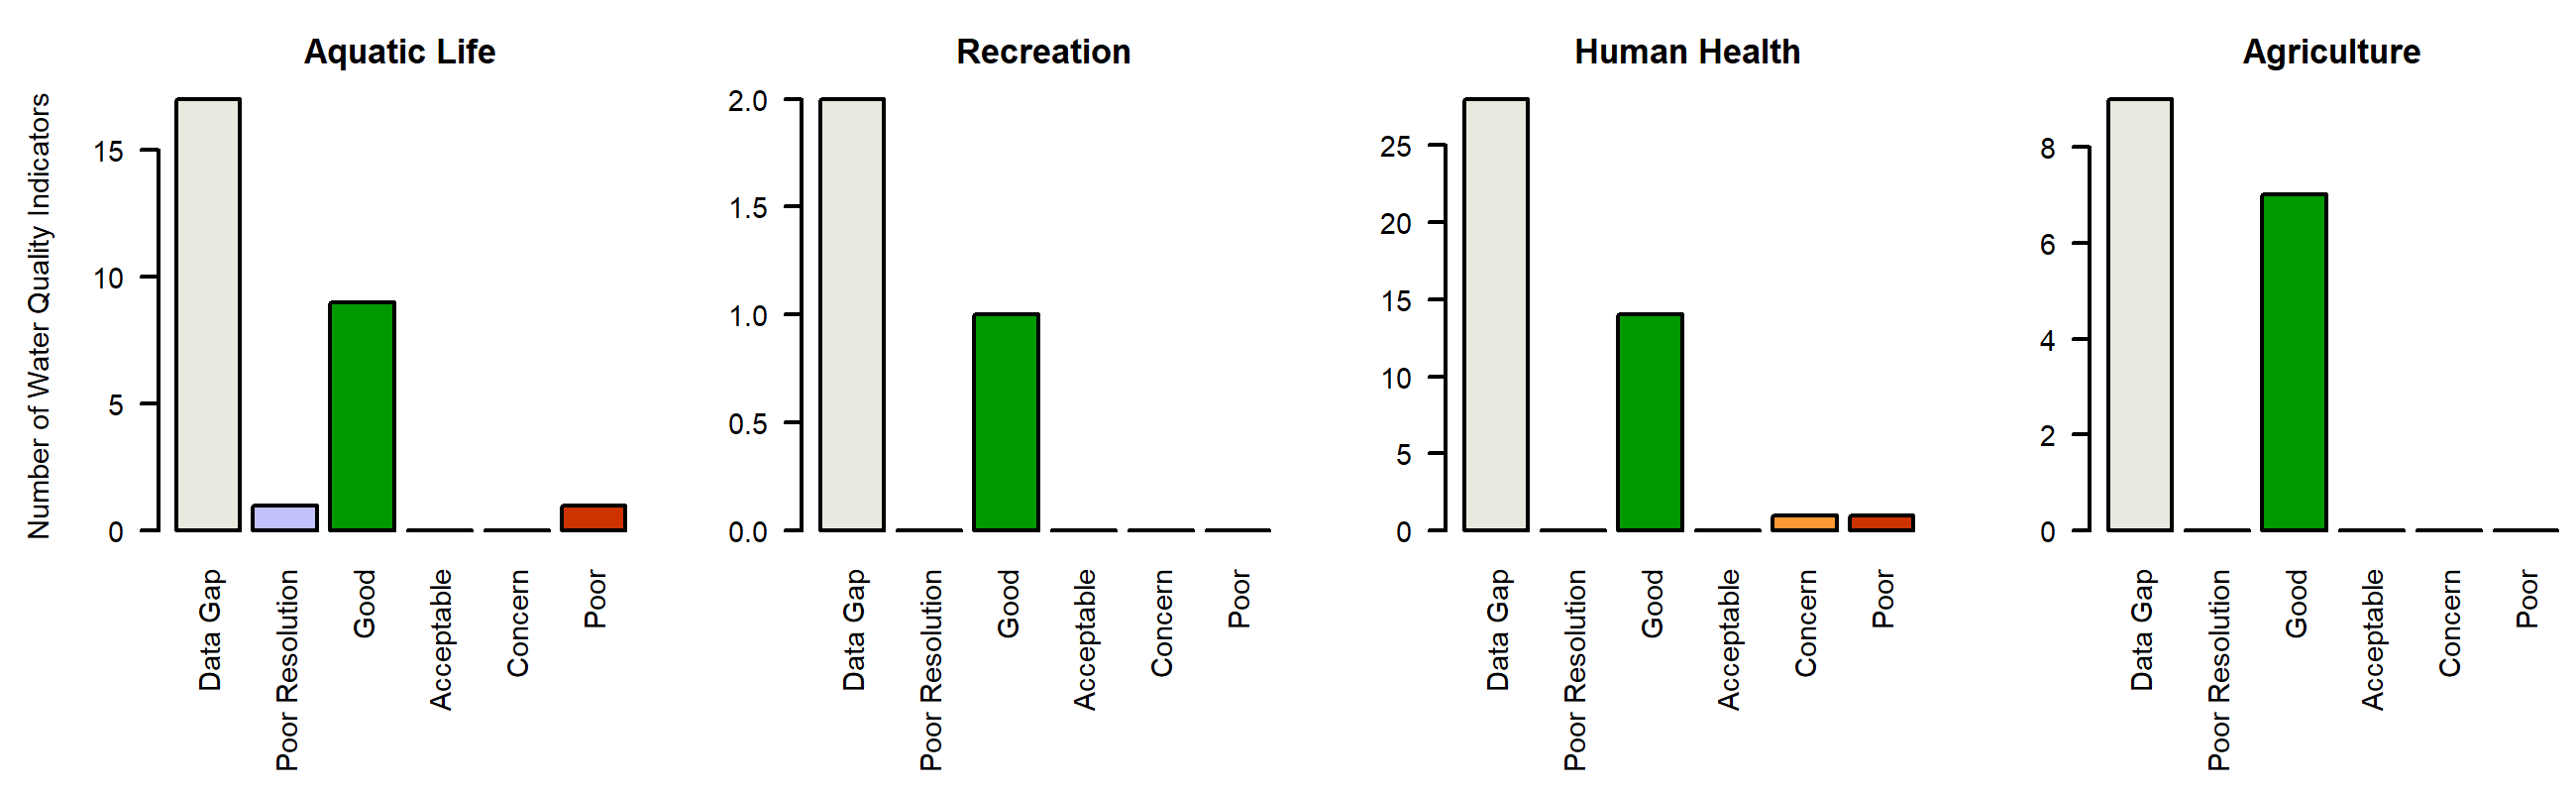 Aquatic Life
Number of Water Quality Indicators
15
10
5
0
Data Gap
Poor Resolution
Good
Acceptable
Concern
Poor
Recreation
2.0
1.5
1.0
0.5
0.0
Data Gap
Poor Resolution
Good
Acceptable
Concern
Poor
Human Health
25
20
15
10
5
0
Data Gap
Poor Resolution
Good
Acceptable
Concern
Poor
Agriculture
8
6
4
2
0
Data Gap
Poor Resolution
Good
Acceptable
Concern
Poor